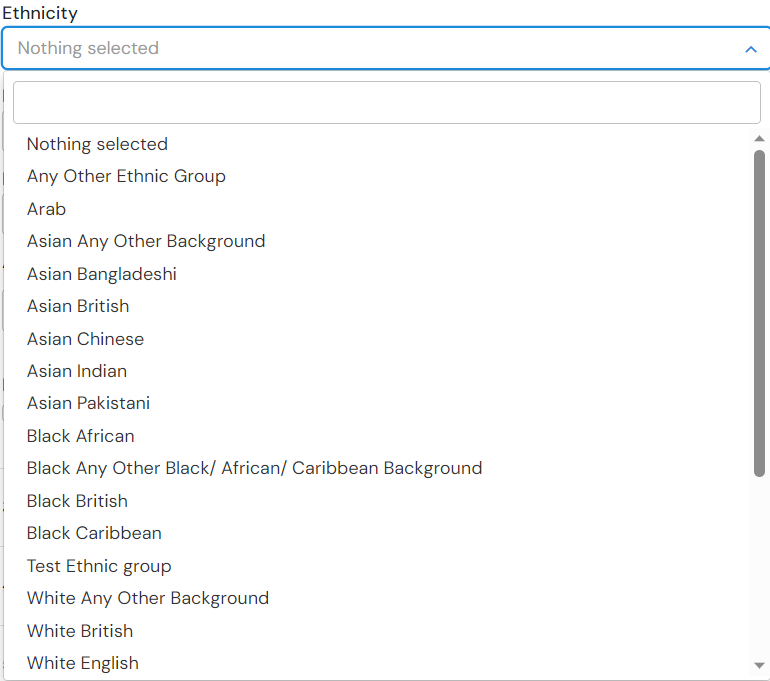 Ethnicity
Nothing selected
Nothing selected
Any Other Ethnic Group
Arab
Asian Any Other Background
Asian Bangladeshi
Asian British
Asian Chinese
Asian Indian
Asian Pakistani
Black African
Black Any Other Black/ African/ Caribbean Background
Black British
Black Caribbean
Test Ethnic group
White Any Other Background
White British
White English